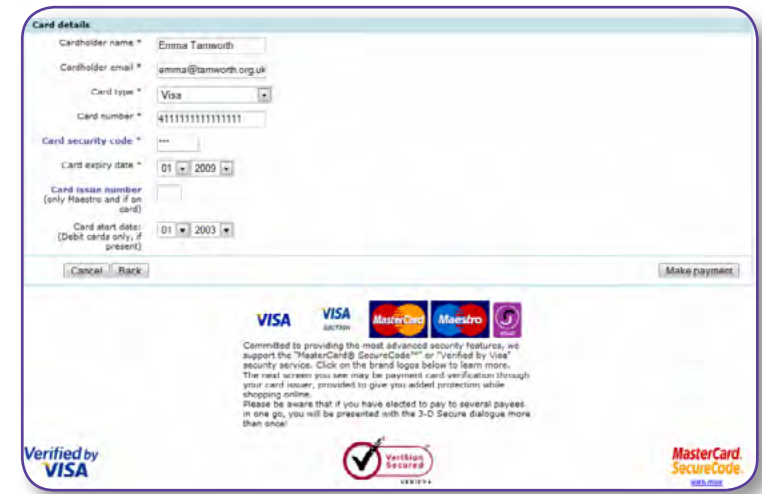 Card details
Cardholder name * Emma Tamworth
Cardholder email * emma@tamworth.org.uk
Card type * Visa
Card number * 4111111111111111
Card security code * ***
Card expiry date * 01 2009
Card issue number
(only Maestro and if on
card)
Card start date:
(Debit cards only, if
present) 01 2003
Cancel Back Make payment
VISA VISA MasterCard Maestro
Committed to providing the most advanced security features, we
support the "MasterCard® SecureCode™" or "Verified by Visa"
security service. Click on the brand logos below to learn more.
The next screen you see may be payment card verification through
your card issuer, provided to give you added protection while
shopping online.
Please be aware that if you have elected to pay to several payees
in one go, you will be presented with the 3-D Secure dialogue more
than once!
Verified by
VISA
VeriSign
Secured
VERIFY
MasterCard.
SecureCode.
learn more